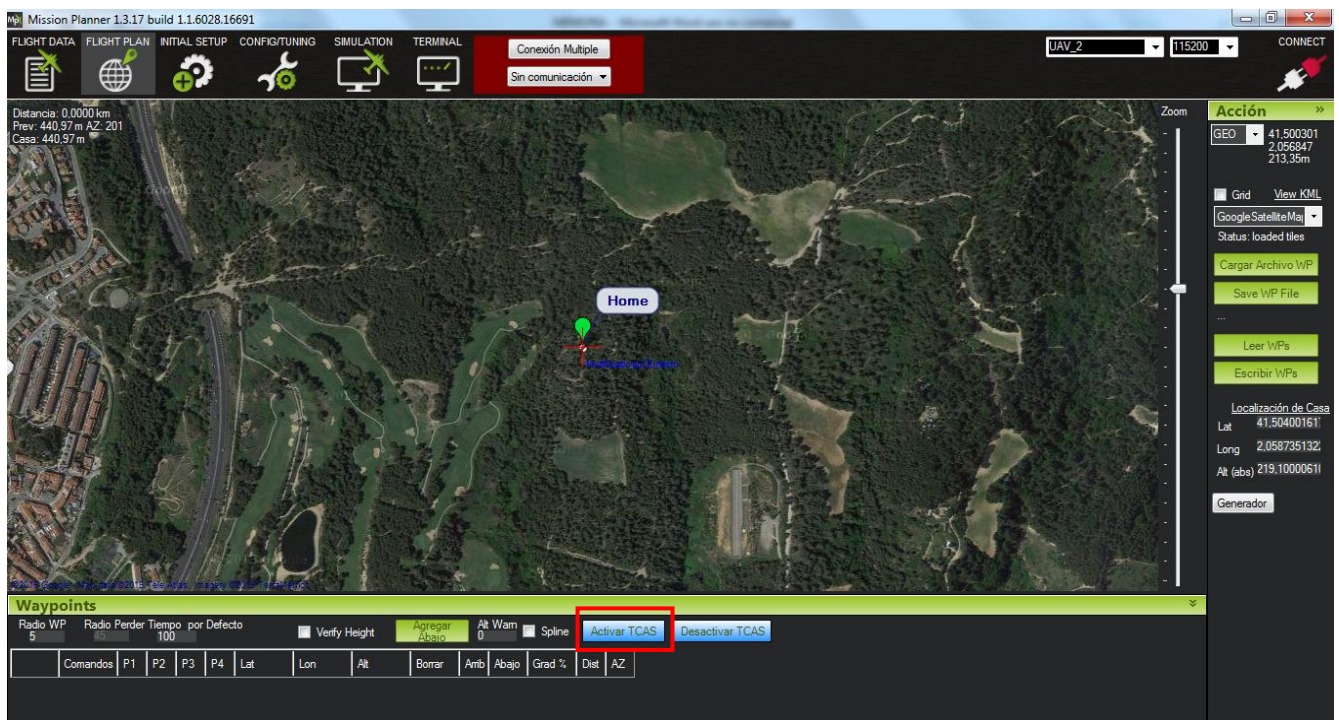 Mission Planner 1.3.17 build 1.1.6028.16691
FLIGHT DATA FLIGHT PLAN INITIAL SETUP CONFIG/TUNING SIMULATION TERMINAL
Conexión Multiple
Sin comunicación
UAV_2 115200 CONNECT
Distancia: 0,0000 km
Prev: 440,97 m AZ: 201
Casa: 440,97 m
Home
Zoom
Acción »
GEO 41,500301
2,056847
213,35m
Grid View KML
GoogleSatelliteMa
Status: loaded tiles
Cargar Archivo WP
Save WP File
...
Leer WPs
Escribir WPs
Localización de Casa
Lat 41,50400161
Long 2,058735132
Alt (abs) 219,1000061
Generador
Waypoints
Radio WP Radio Perder Tiempo por Defecto
5 45 100
Verify Height
Agregar Abajo
Alt Warn
0
Spline
Activar TCAS
Desactivar TCAS
Comandos P1 P2 P3 P4 Lat Lon Alt Borrar Arrib Abajo Grad % Dist AZ